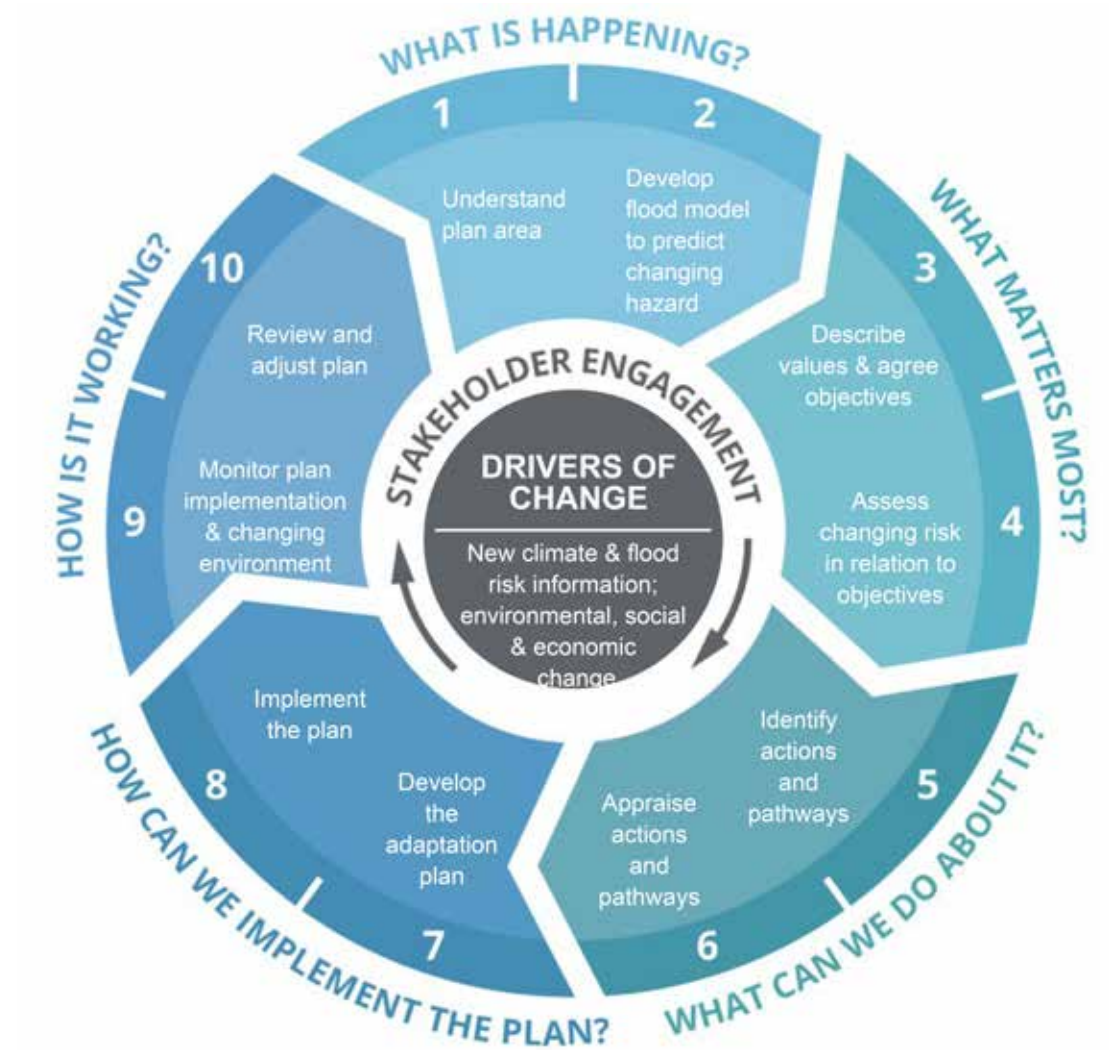 WHAT IS HAPPENING?
1
Understand
plan area
2
Develop
flood model
to predict
changing
hazard
WHAT MATTERS MOST?
3
Describe
values & agree
objectives
4
Assess
changing risk
in relation to
objectives
WHAT CAN WE DO ABOUT IT?
5
Identify
actions
and
pathways
6
Appraise
actions
and
pathways
HOW CAN WE IMPLEMENT THE PLAN?
7
Develop
the
adaptation
plan
8
Implement
the plan
HOW IS IT WORKING?
9
Monitor plan
implementation
& changing
environment
10
Review and
adjust plan
STAKEHOLDER ENGAGEMENT
DRIVERS OF
CHANGE
New climate & flood
risk information;
environmental, social
& economic
change